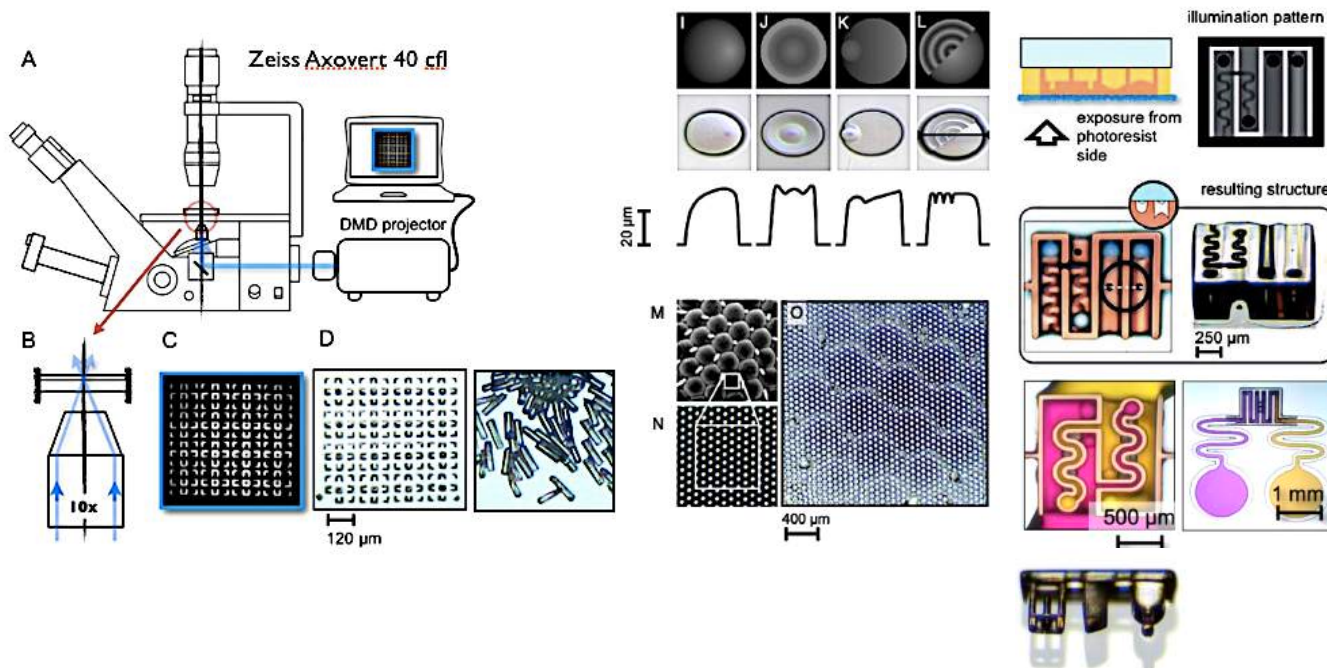 A
Zeiss Axovert 40 cfl
DMD projector
B
10x
C
D
120 µm
I
J
K
L
20 µm
M
N
O
400 µm
illumination pattern
exposure from
photoresist
side
resulting structure
250 µm
500 µm
1 mm